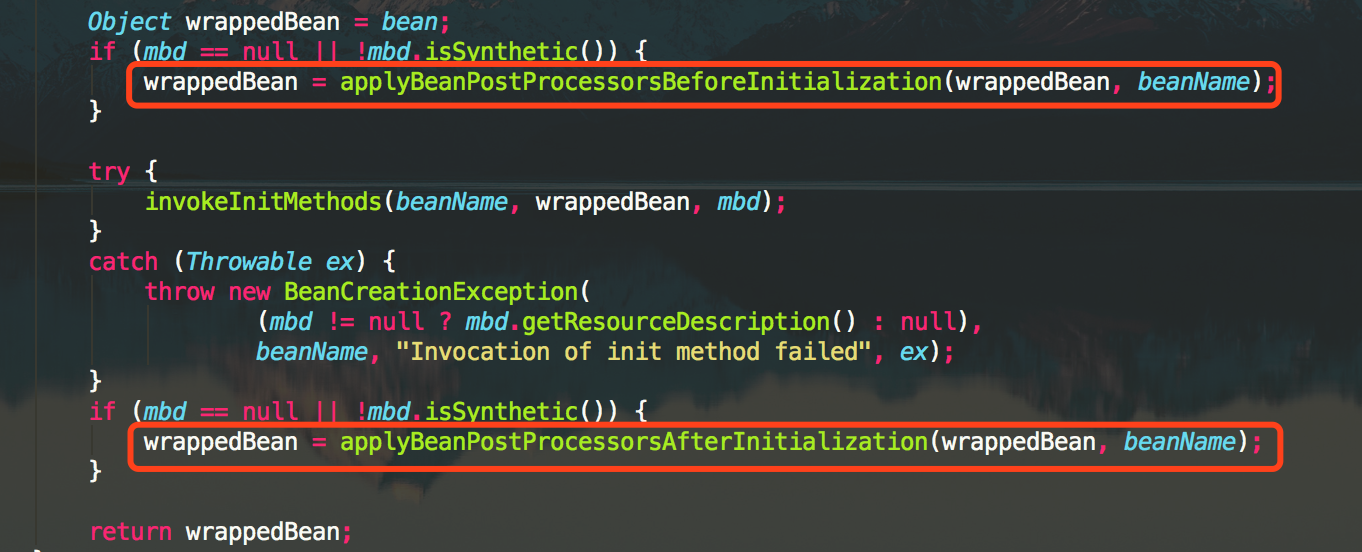 Object wrappedBean = bean;
if (mbd == null || !mbd.isSynthetic()) {
wrappedBean = applyBeanPostProcessorsBeforeInitialization(wrappedBean, beanName);
}
try {
invokeInitMethods(beanName, wrappedBean, mbd);
}
catch (Throwable ex) {
throw new BeanCreationException(
(mbd != null ? mbd.getResourceDescription() : null),
beanName, "Invocation of init method failed", ex);
}
if (mbd == null || !mbd.isSynthetic()) {
wrappedBean = applyBeanPostProcessorsAfterInitialization(wrappedBean, beanName);
}
return wrappedBean;